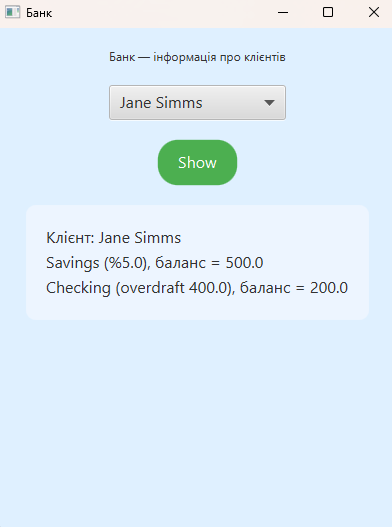 Банк
Банк — інформація про клієнтів
Jane Simms
Show
Клієнт: Jane Simms
Savings (%5.0), баланс = 500.0
Checking (overdraft 400.0), баланс = 200.0